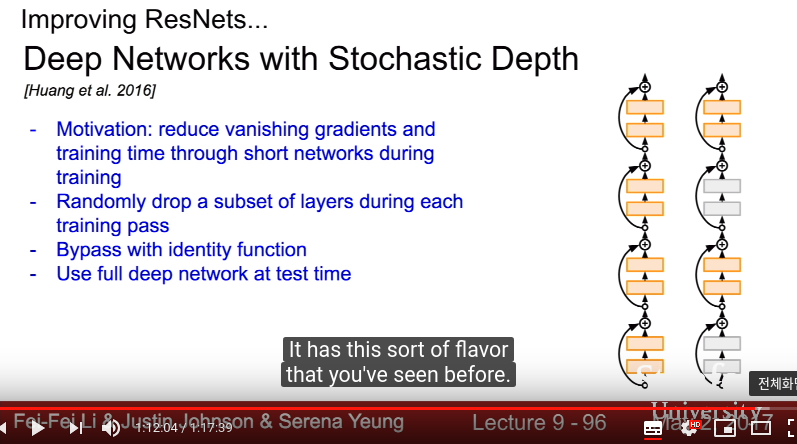 Improving ResNets...
Deep Networks with Stochastic Depth
[Huang et al. 2016]
- Motivation: reduce vanishing gradients and
training time through short networks during
training
- Randomly drop a subset of layers during each
training pass
- Bypass with identity function
- Use full deep network at test time
It has this sort of flavor
that you've seen before.
전체화면
Fei-Fei Li & Justin Johnson & Serena Yeung
Lecture 9 - 96
University
2017
1:12:04 / 1:17:39
HD